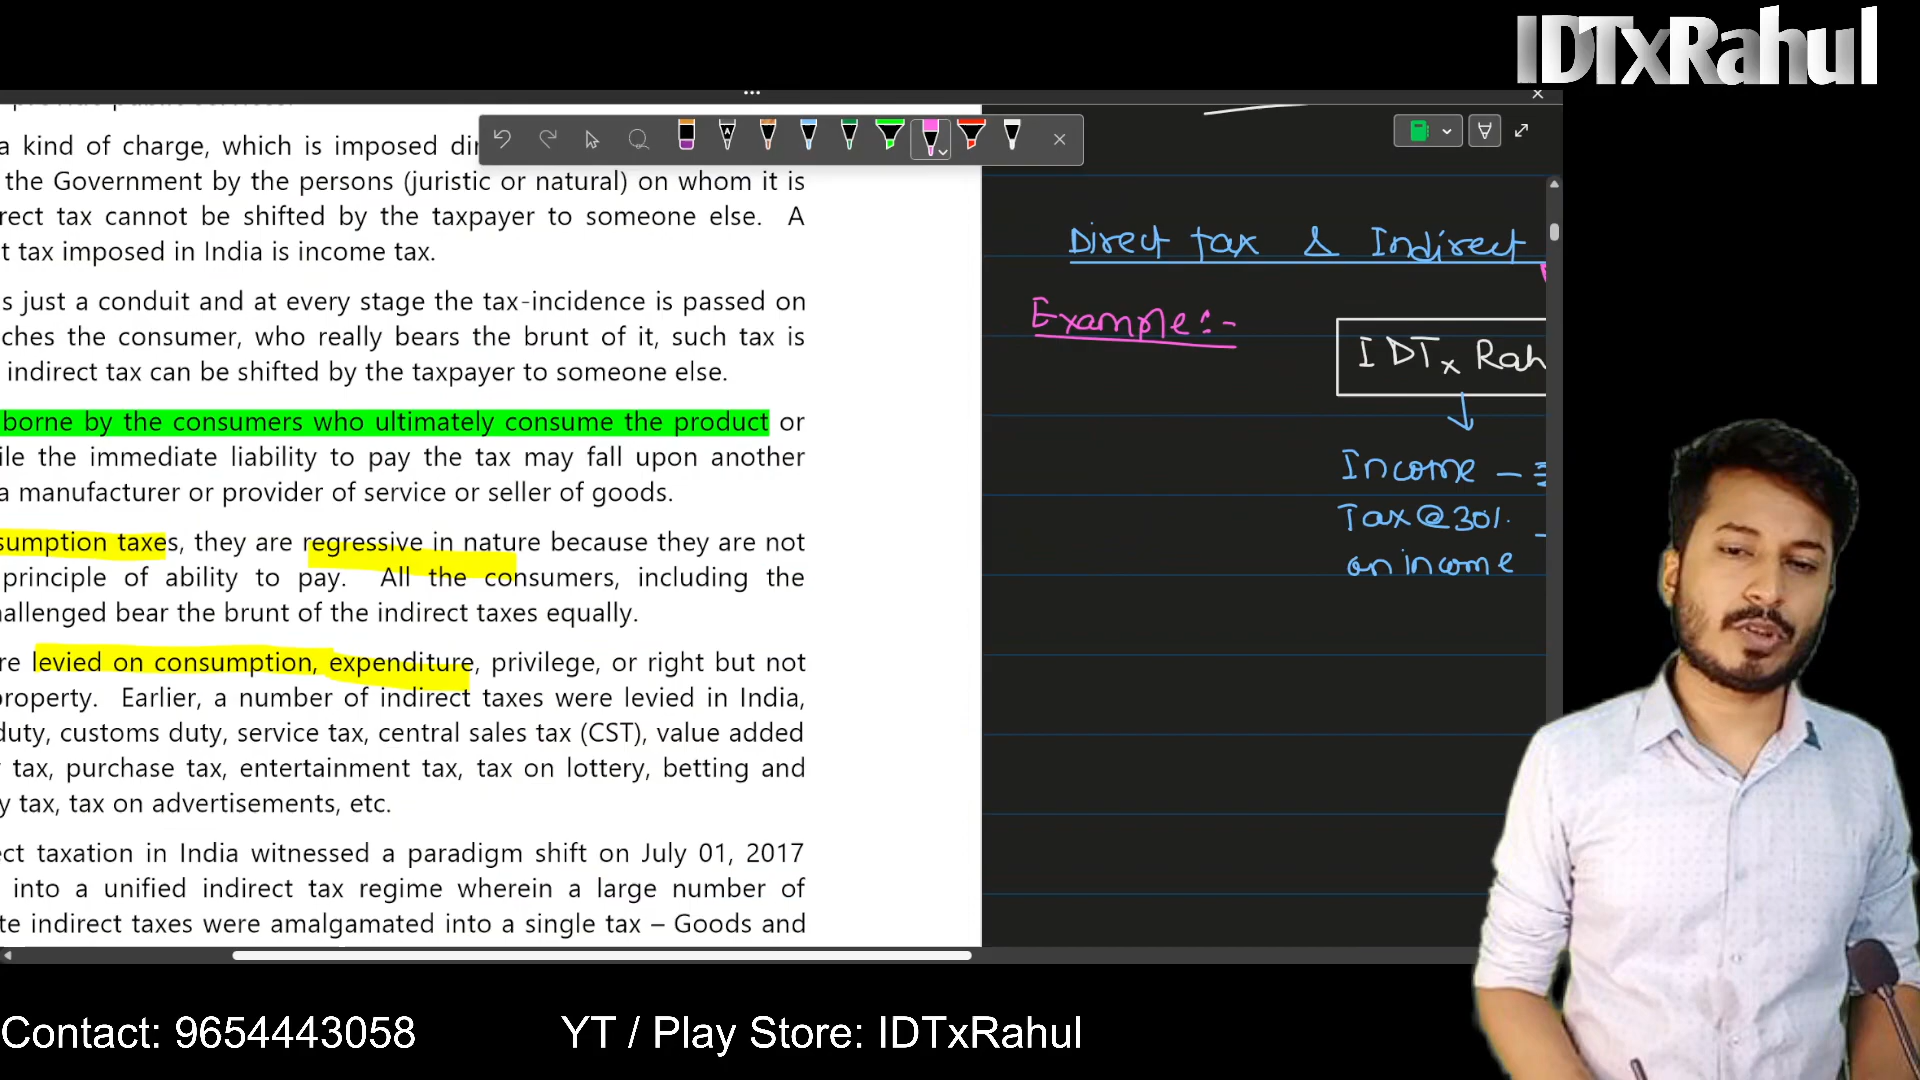 IDTxRahul
a kind of charge, which is imposed
the Government by the persons (juristic or natural) on whom it is
rect tax cannot be shifted by the taxpayer to someone else. A
t tax imposed in India is income tax.
s just a conduit and at every stage the tax-incidence is passed on
ches the consumer, who really bears the brunt of it, such tax is
indirect tax can be shifted by the taxpayer to someone else.
borne by the consumers who ultimately consume the product or
ile the immediate liability to pay the tax may fall upon another
a manufacturer or provider of service or seller of goods.
sumption taxes, they are regressive in nature because they are not
principle of ability to pay. All the consumers, including the
hallenged bear the brunt of the indirect taxes equally.
re levied on consumption, expenditure, privilege, or right but not
property. Earlier, a number of indirect taxes were levied in India,
duty, customs duty, service tax, central sales tax (CST), value added
tax, purchase tax, entertainment tax, tax on lottery, betting and
y tax, tax on advertisements, etc.
ect taxation in India witnessed a paradigm shift on July 01, 2017
into a unified indirect tax regime wherein a large number of
te indirect taxes were amalgamated into a single tax – Goods and
Direct tax & Indirect
Example:-
IDTx Rah
Income -
Tax@30%
on income
Contact: 9654443058
YT / Play Store: IDTxRahul